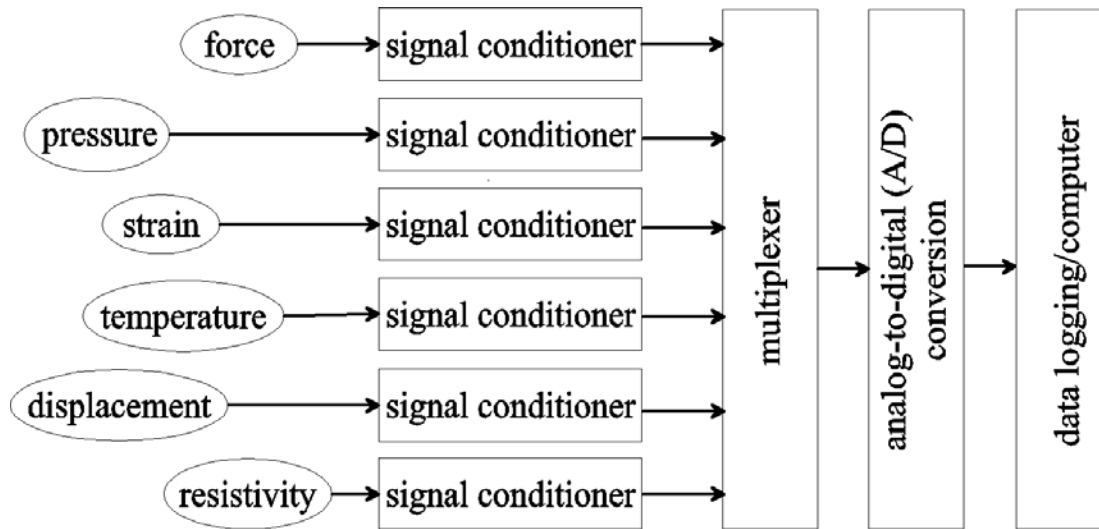 force
signal conditioner
pressure
signal conditioner
strain
signal conditioner
temperature
signal conditioner
displacement
signal conditioner
resistivity
signal conditioner
multiplexer
analog-to-digital (A/D)
conversion
data logging/computer